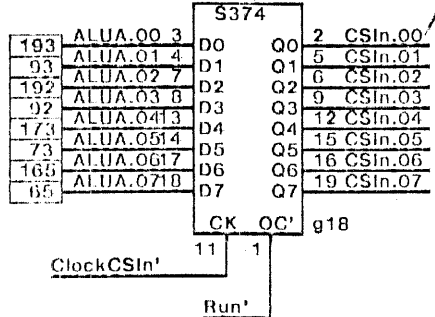 S374
193 ALUA.00 3 D0 Q0 2 CSIn.00
93 ALUA.01 4 D1 Q1 5 CSIn.01
192 ALUA.02 7 D2 Q2 6 CSIn.02
92 ALUA.03 8 D3 Q3 9 CSIn.03
173 ALUA.04 13 D4 Q4 12 CSIn.04
73 ALUA.05 14 D5 Q5 15 CSIn.05
165 ALUA.06 17 D6 Q6 16 CSIn.06
65 ALUA.07 18 D7 Q7 19 CSIn.07
CK OC' g18
11 1
ClockCSIn'
Run'